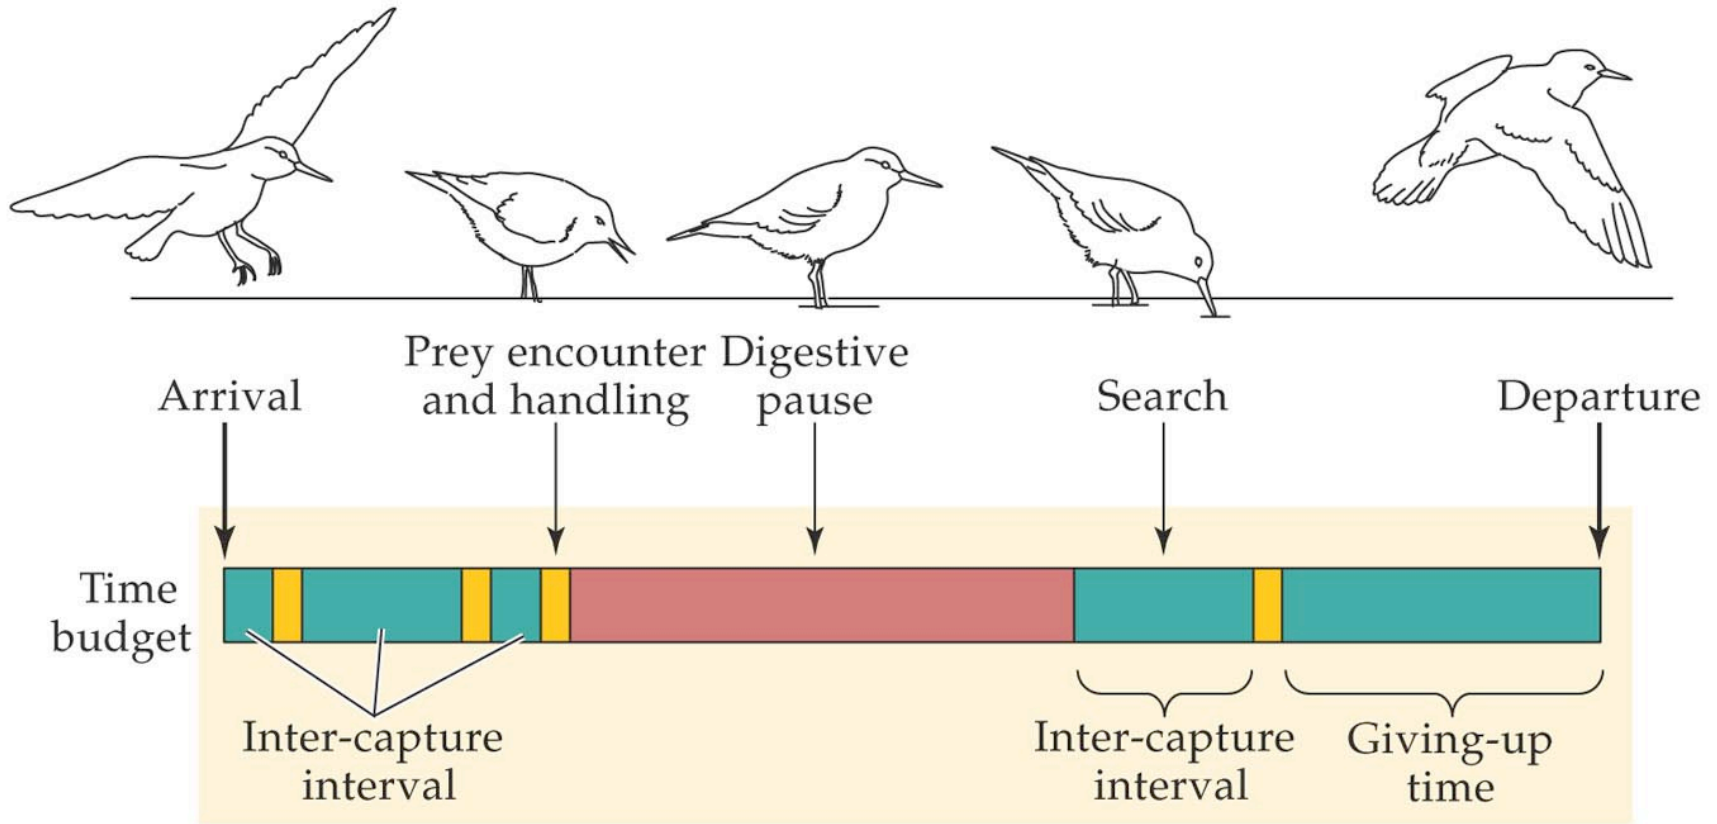 Prey encounter
and handling
Digestive
pause
Arrival
Search
Departure
Time
budget
Inter-capture
interval
Inter-capture
interval
Giving-up
time